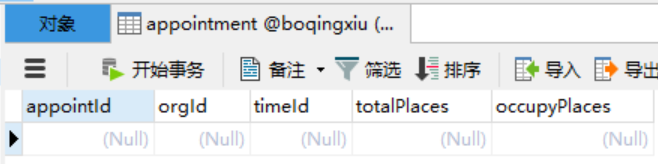 对象 appointment @boqingxiu (...
开始事务 备注 筛选 排序 导入 导出
appointId orgId timeId totalPlaces occupyPlaces
(Null) (Null) (Null) (Null) (Null)